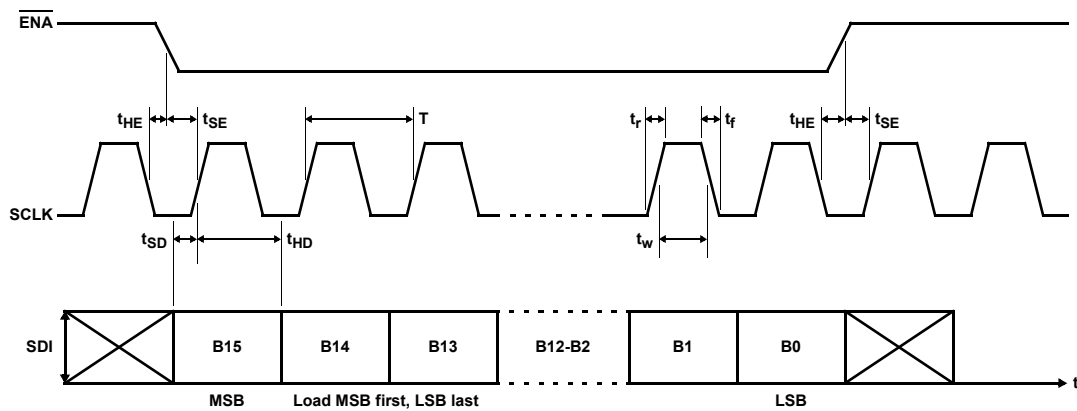 ENA
tHE
tSE
T
tr
tf
tHE
tSE
SCLK
tSD
tHD
tw
SDI
B15
B14
B13
B12-B2
B1
B0
t
MSB
Load MSB first, LSB last
LSB